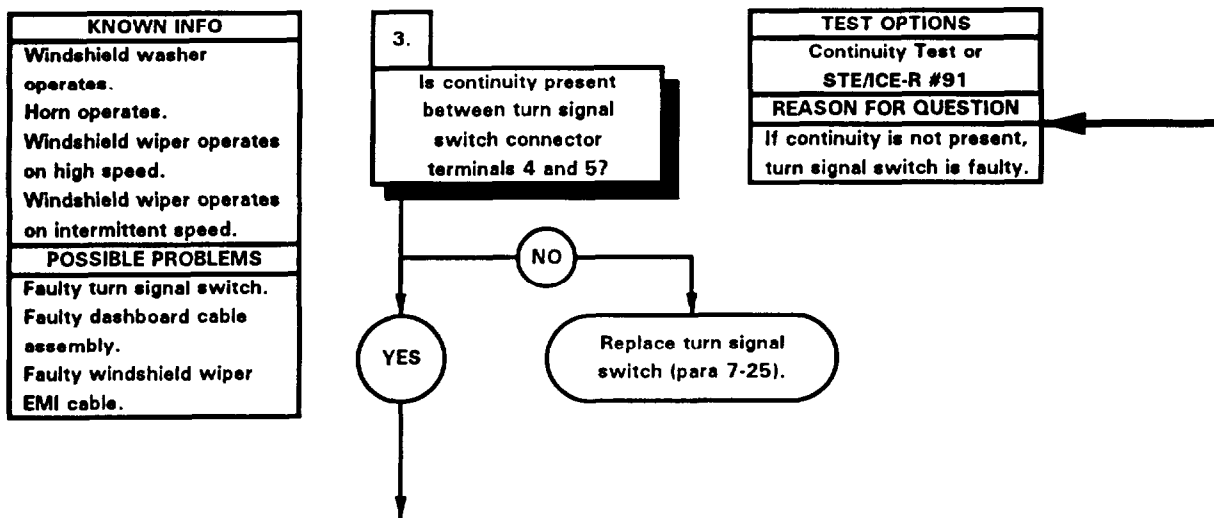 KNOWN INFO
Windshield washer
operates.
Horn operates.
Windshield wiper operates
on high speed.
Windshield wiper operates
on intermittent speed.
POSSIBLE PROBLEMS
Faulty turn signal switch.
Faulty dashboard cable
assembly.
Faulty windshield wiper
EMI cable.
3.
Is continuity present
between turn signal
switch connector
terminals 4 and 5?
NO
YES
Replace turn signal
switch (para 7-25).
TEST OPTIONS
Continuity Test or
STE/ICE-R #91
REASON FOR QUESTION
If continuity is not present,
turn signal switch is faulty.